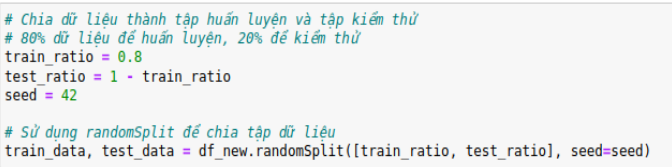 # Chia dữ liệu thành tập huấn luyện và tập kiểm thử
# 80% dữ liệu để huấn luyện, 20% để kiểm thử
train_ratio = 0.8
test_ratio = 1 - train_ratio
seed = 42
# Sử dụng randomSplit để chia tập dữ liệu
train_data, test_data = df_new.randomSplit([train_ratio, test_ratio], seed=seed)